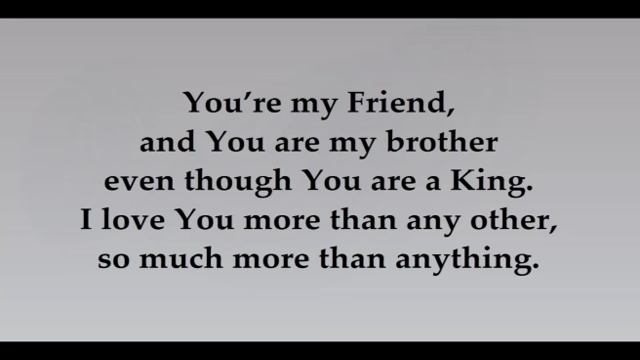 You’re my Friend,
and You are my brother
even though You are a King.
I love You more than any other,
so much more than anything.